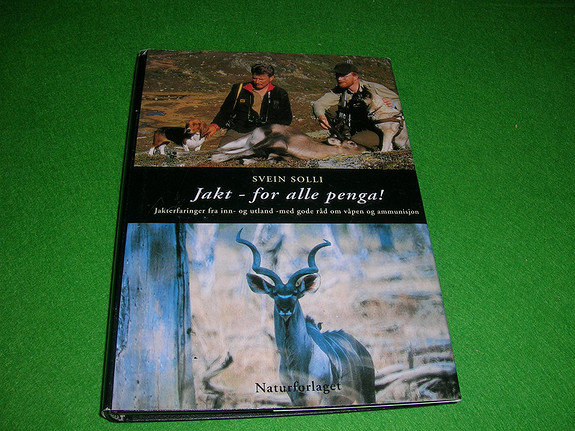 SVEIN SOLLI
Jakt - for alle penga!
Jakterfaringer fra inn- og utland -med gode råd om våpen og ammunisjon
Naturforlaget